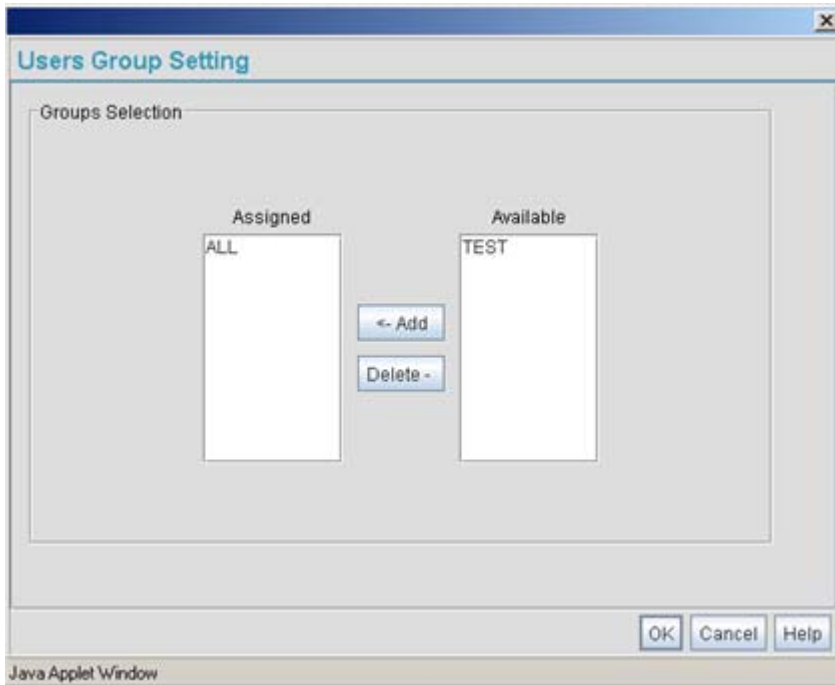 Users Group Setting
Groups Selection
Assigned
Available
ALL
TEST
<- Add
Delete -
OK
Cancel
Help
Java Applet Window